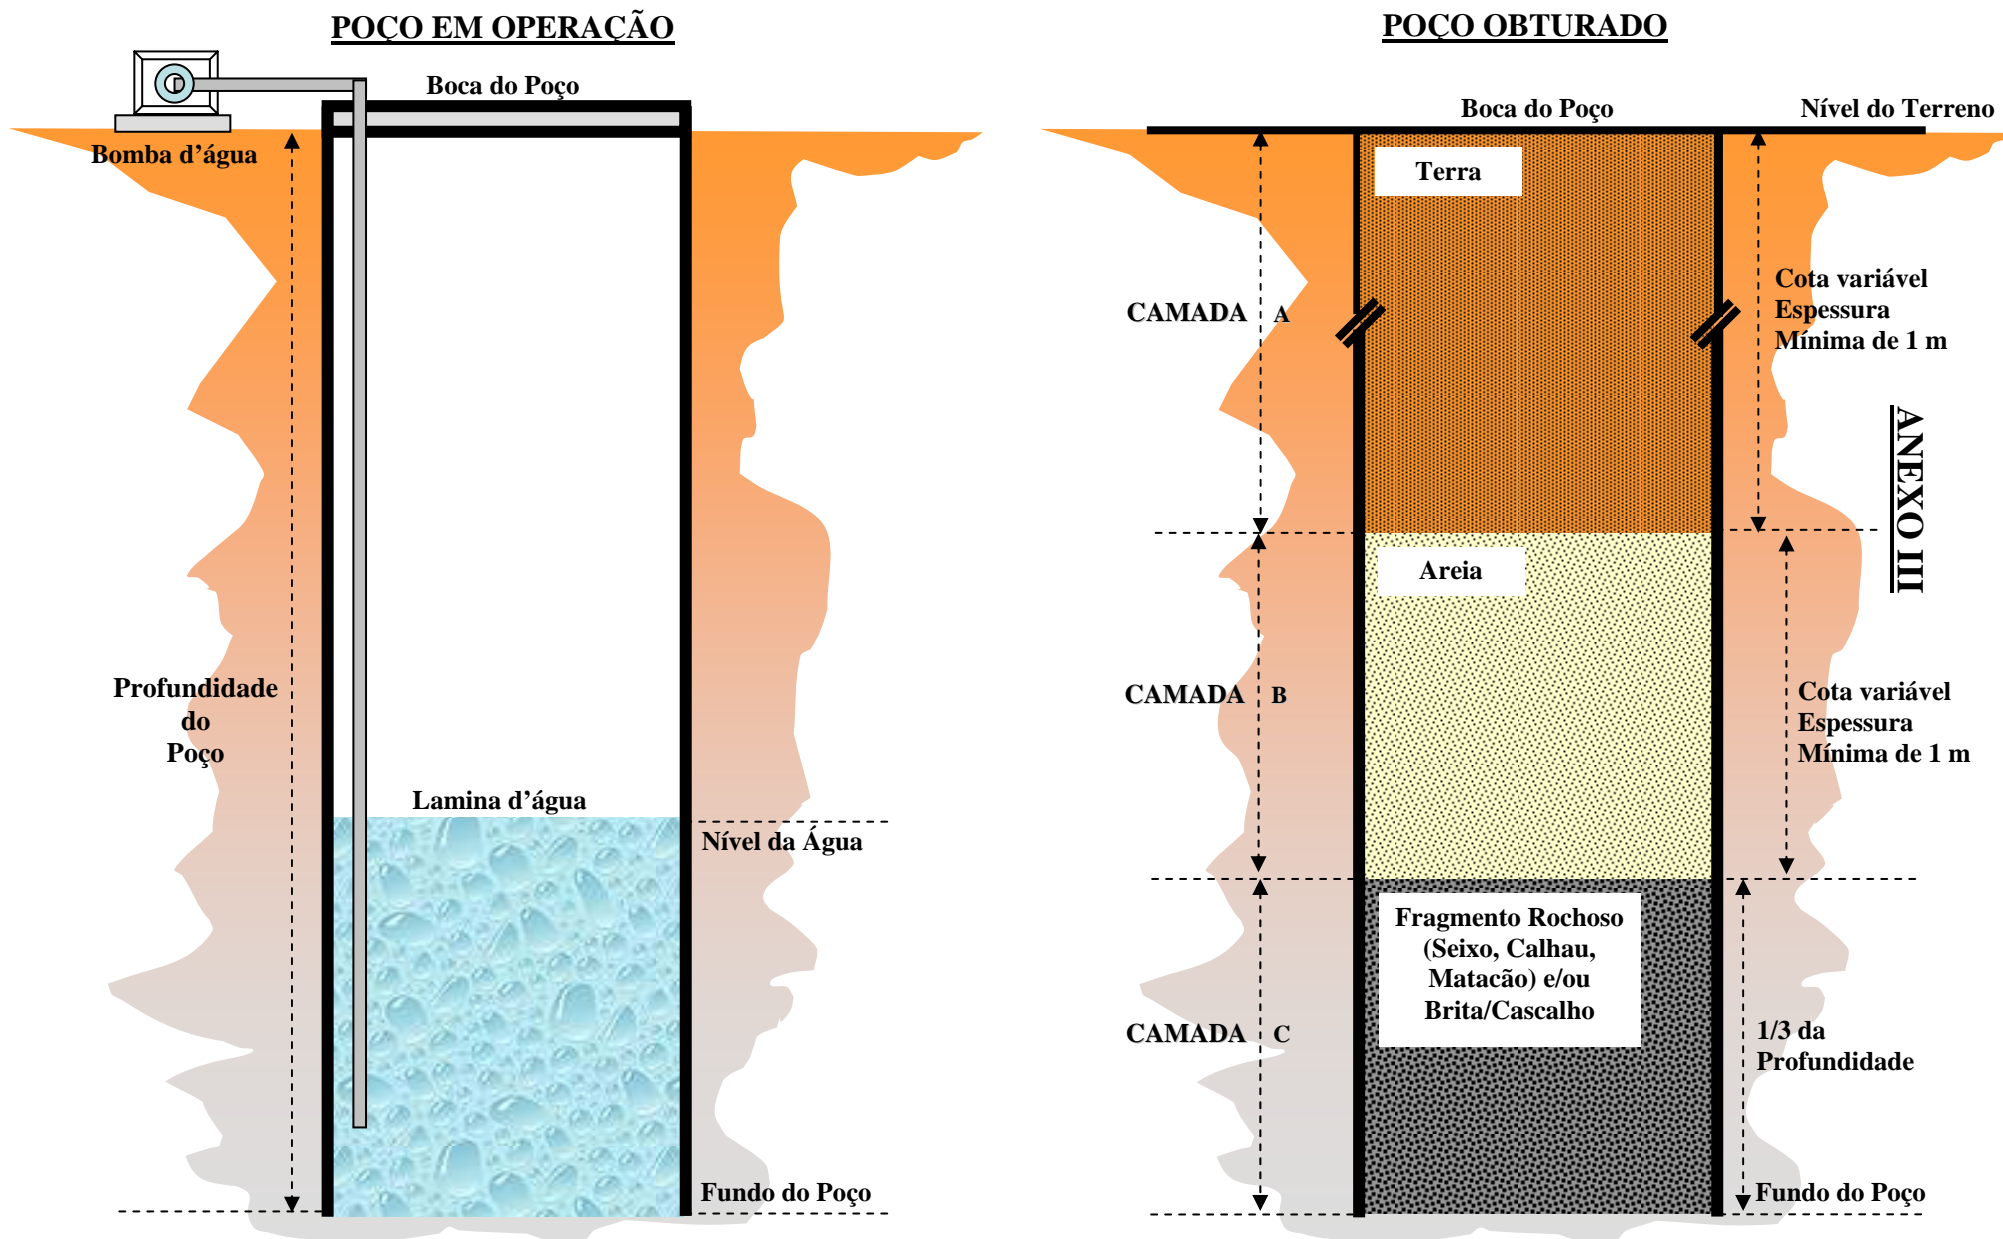 POÇO EM OPERAÇÃO
Boca do Poço
Bomba d’água
Profundidade
do
Poço
Lamina d’água
Nível da Água
Fundo do Poço
POÇO OBTURADO
Boca do Poço
Nível do Terreno
Terra
CAMADA A
Cota variável
Espessura
Mínima de 1 m
ANEXO III
Areia
CAMADA B
Cota variável
Espessura
Mínima de 1 m
Fragmento Rochoso
(Seixo, Calhau,
Matacão) e/ou
Brita/Cascalho
CAMADA C
1/3 da
Profundidade
Fundo do Poço